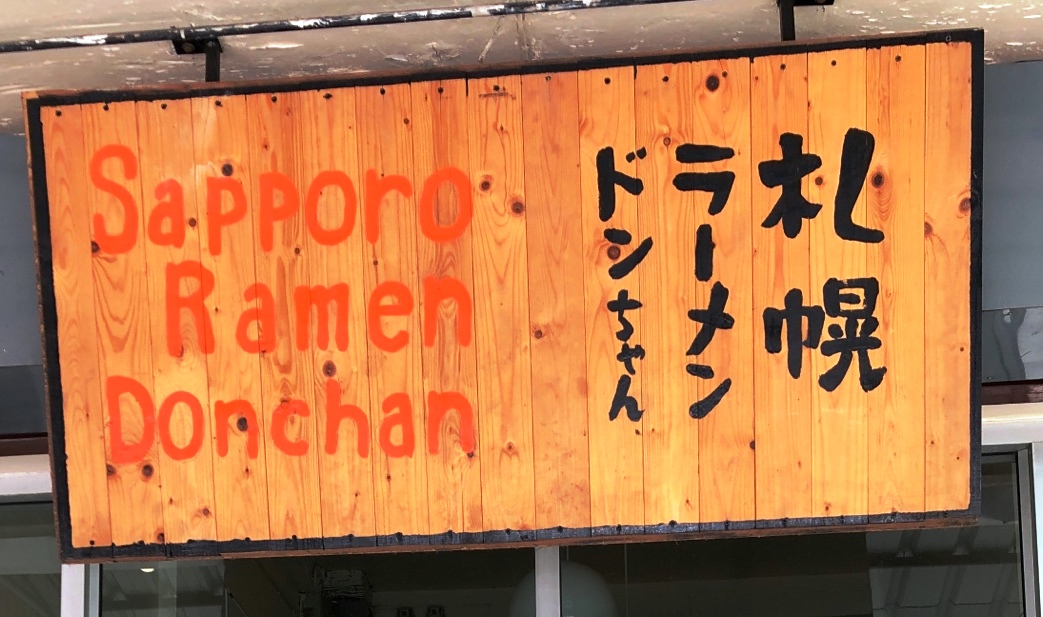 Sapporo
Ramen
Donchan
札幌
ラーメン
ドンちゃん